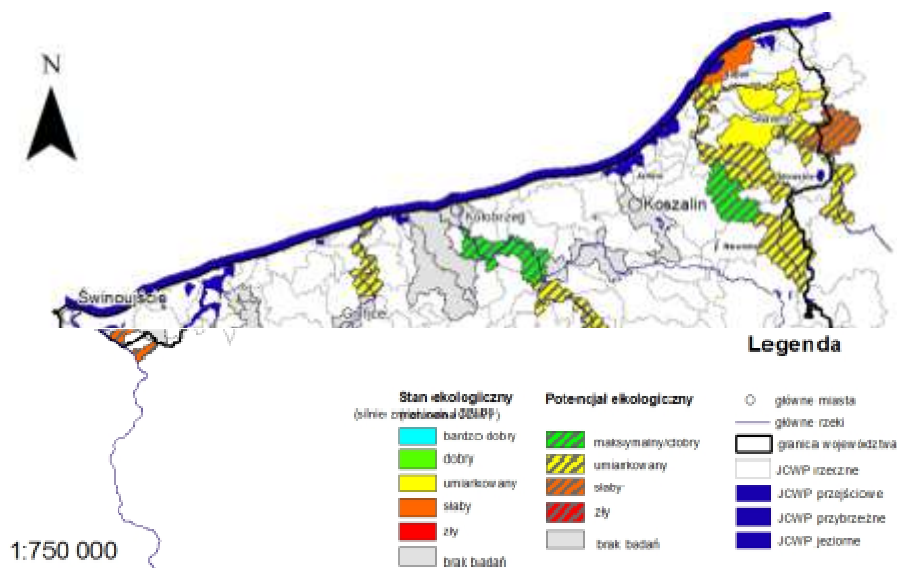 N
Sławno
Koszalin
Kołobrzeg
Świnoujście
Gryfice
Legenda
Stan ekologiczny
Potencjał ekologiczny
główne miasta
główne rzeki
granica województwa
bardzo dobry
maksymalny/dobry
dobry
umiarkowany
JCWP rzeczne
umiarkowany
słaby
JCWP przejściowe
słaby
zły
JCWP przybrzeżne
zły
brak badań
JCWP jeziorne
brak badań
1:750 000